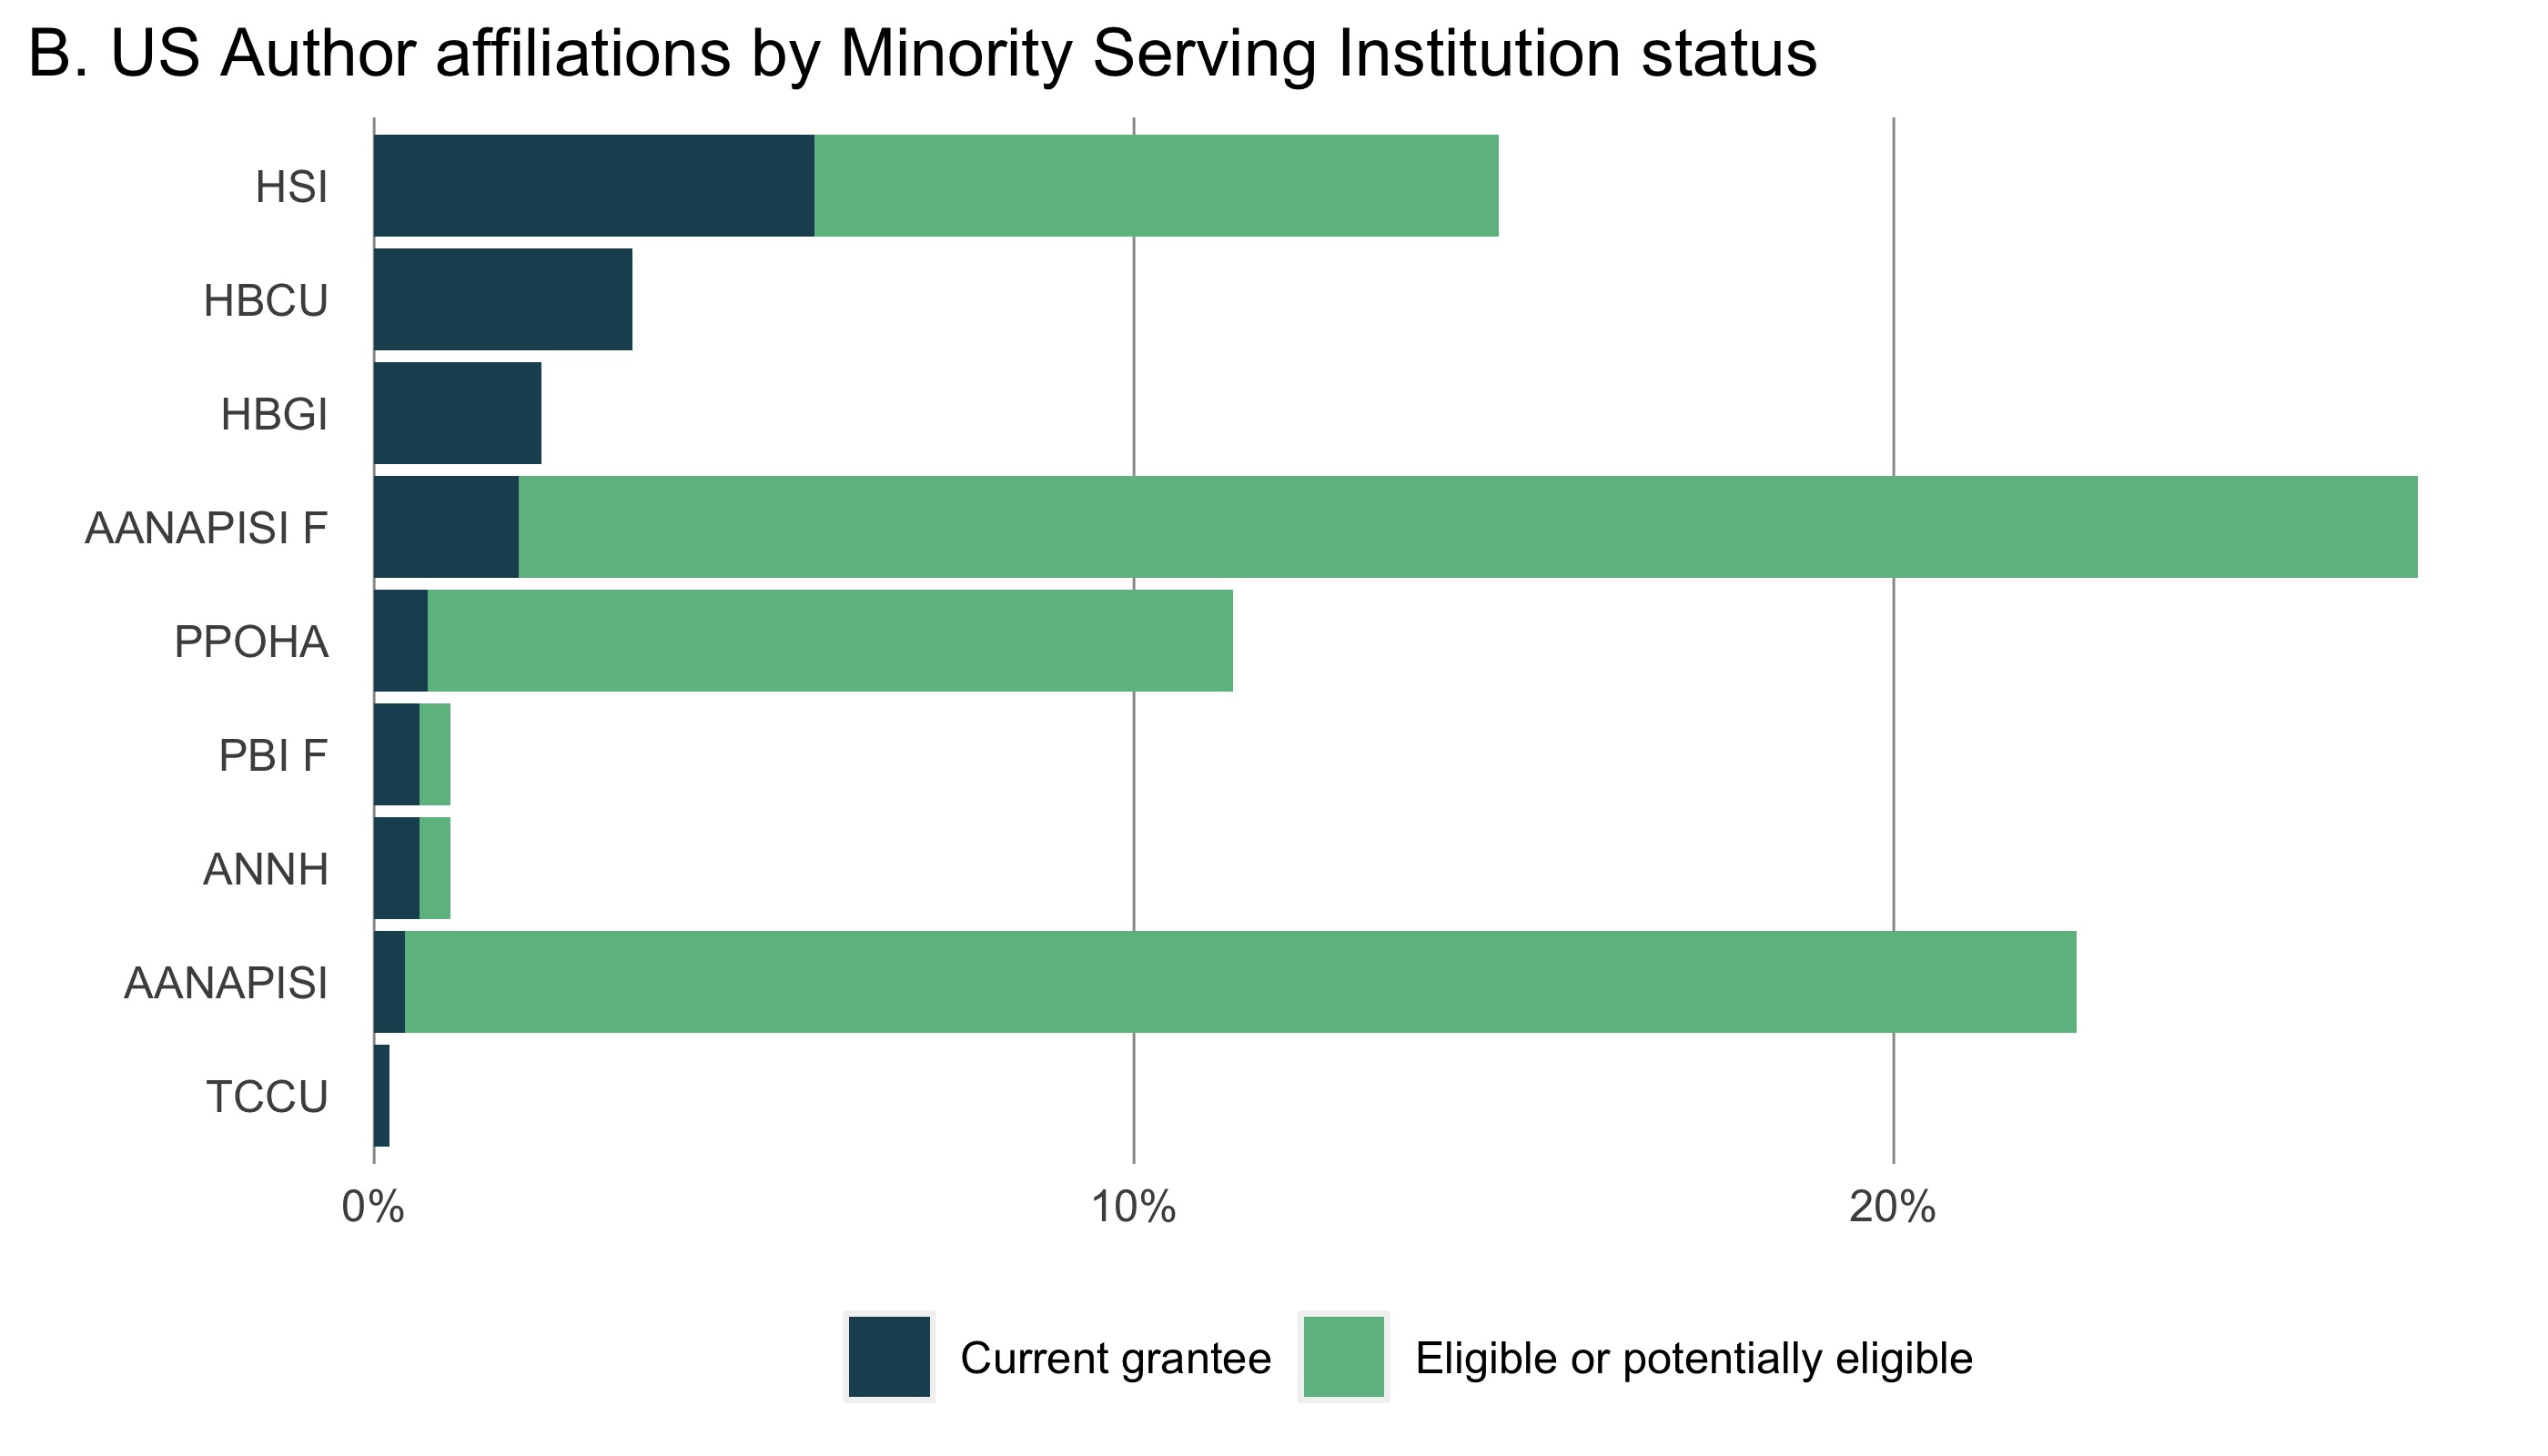 B. US Author affiliations by Minority Serving Institution status
HSI
HBCU
HBGI
AANAPISI F
PPOHA
PBI F
ANNH
AANAPISI
TCCU
0% 10% 20%
Current grantee Eligible or potentially eligible